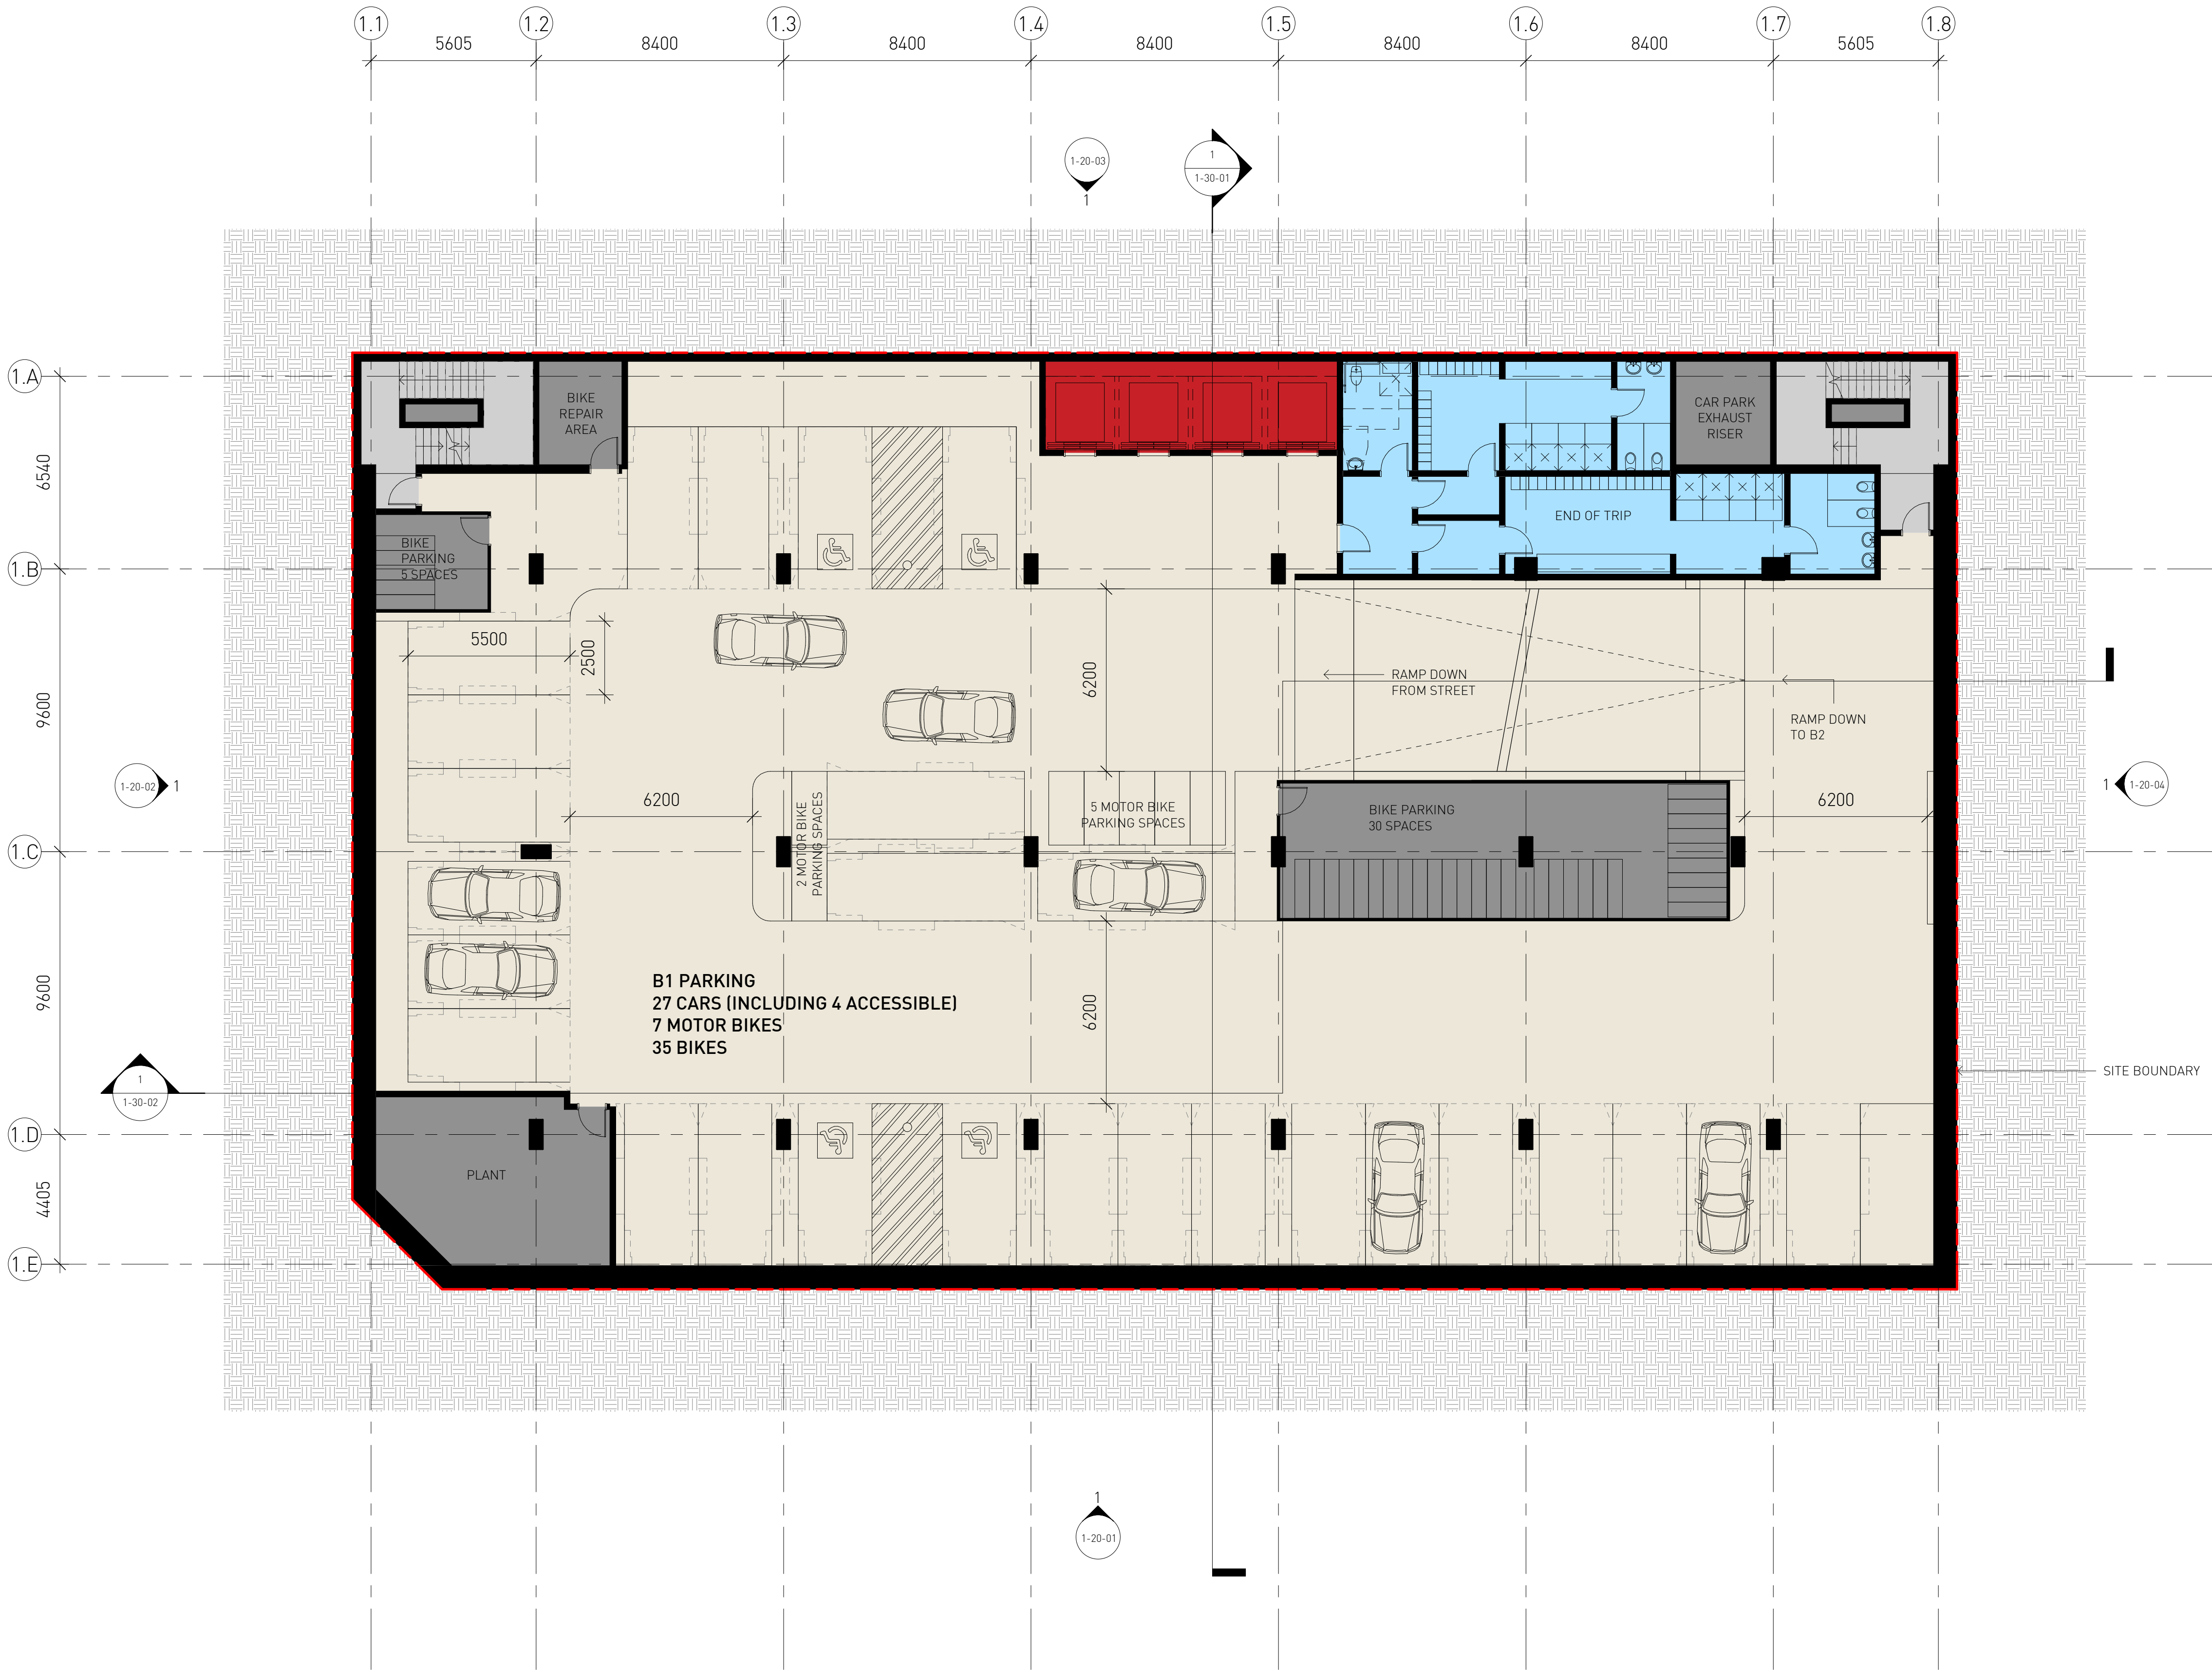 1.1
1.2
1.3
1.4
1.5
1.6
1.7
1.8
5605
8400
8400
8400
8400
8400
5605
1-20-03
1
1
1-30-01
1.A
6540
1.B
9600
1.C
9600
1.D
4405
1.E
BIKE
REPAIR
AREA
CAR PARK
EXHAUST
RISER
END OF TRIP
BIKE
PARKING
5 SPACES
5500
2500
6200
RAMP DOWN
FROM STREET
RAMP DOWN
TO B2
1-20-02
1
1
1-20-04
6200
2 MOTOR BIKE
PARKING SPACES
5 MOTOR BIKE
PARKING SPACES
BIKE PARKING
30 SPACES
6200
B1 PARKING
27 CARS (INCLUDING 4 ACCESSIBLE)
7 MOTOR BIKES
35 BIKES
6200
1
1-30-02
SITE BOUNDARY
PLANT
1
1-20-01